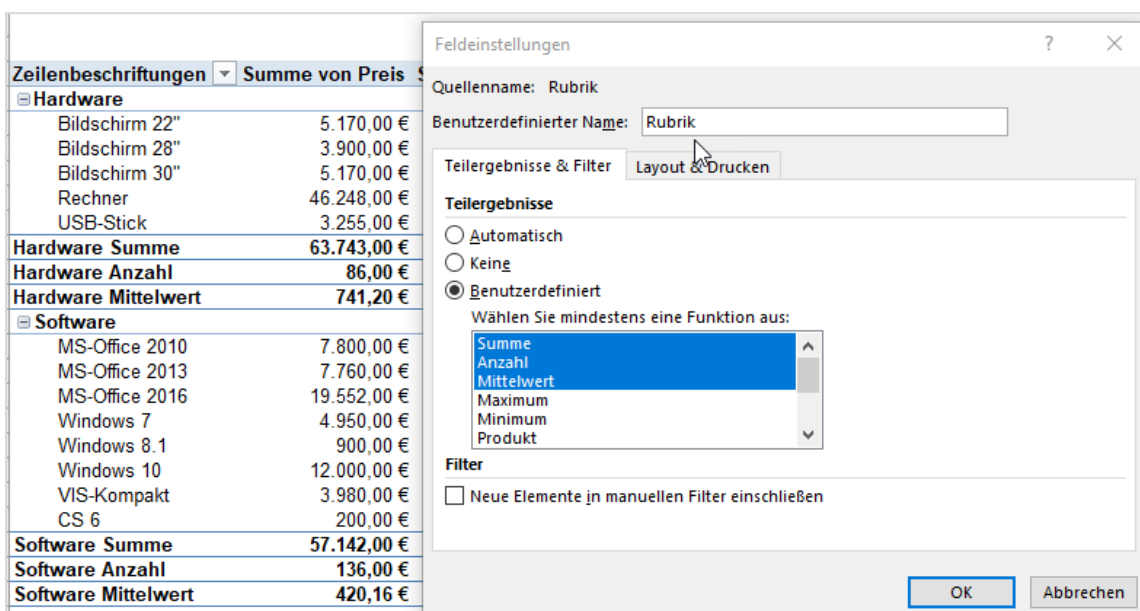 Zeilenbeschriftungen Summe von Preis
Hardware
Bildschirm 22" 5.170,00 €
Bildschirm 28" 3.900,00 €
Bildschirm 30" 5.170,00 €
Rechner 46.248,00 €
USB-Stick 3.255,00 €
Hardware Summe 63.743,00 €
Hardware Anzahl 86,00 €
Hardware Mittelwert 741,20 €
Software
MS-Office 2010 7.800,00 €
MS-Office 2013 7.760,00 €
MS-Office 2016 19.552,00 €
Windows 7 4.950,00 €
Windows 8.1 900,00 €
Windows 10 12.000,00 €
VIS-Kompakt 3.980,00 €
CS 6 200,00 €
Software Summe 57.142,00 €
Software Anzahl 136,00 €
Software Mittelwert 420,16 €
Feldeinstellungen ?
Quellenname: Rubrik
Benutzerdefinierter Name: Rubrik
Teilergebnisse & Filter Layout & Drucken
Teilergebnisse
Automatisch
Keine
Benutzerdefiniert
Wählen Sie mindestens eine Funktion aus:
Summe
Anzahl
Mittelwert
Maximum
Minimum
Produkt
Filter
Neue Elemente in manuellen Filter einschließen
OK Abbrechen